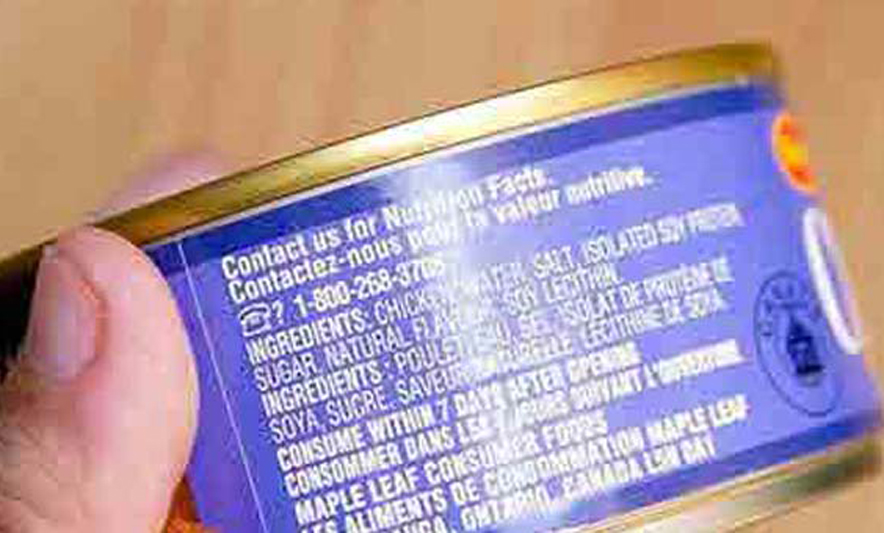 Contact us for Nutrition Facts.
Contactez-nous pour la valeur nutritive.
? 1-800-268-370
INGREDIENTS: CHICKEN, WATER, SALT, ISOLATED SOY PROTEIN
SUGAR, NATURAL FLAVOUR, SOY LECITHIN.
INGREDIENTS: POULET, EAU, SEL, ISOLAT DE PROTÉINE DE
SOYA, SUCRE, SAVEUR NATURELLE, LECITHINE DE SOYA.
CONSUME WITHIN 7 DAYS AFTER OPENING
CONSOMMER DANS LES 7 JOURS SUIVANT L'OUVERTURE.
MAPLE LEAF CONSUMER FOODS
LES ALIMENTS DE CONSOMMATION MAPLE LEAF
ONTARIO, CANADA